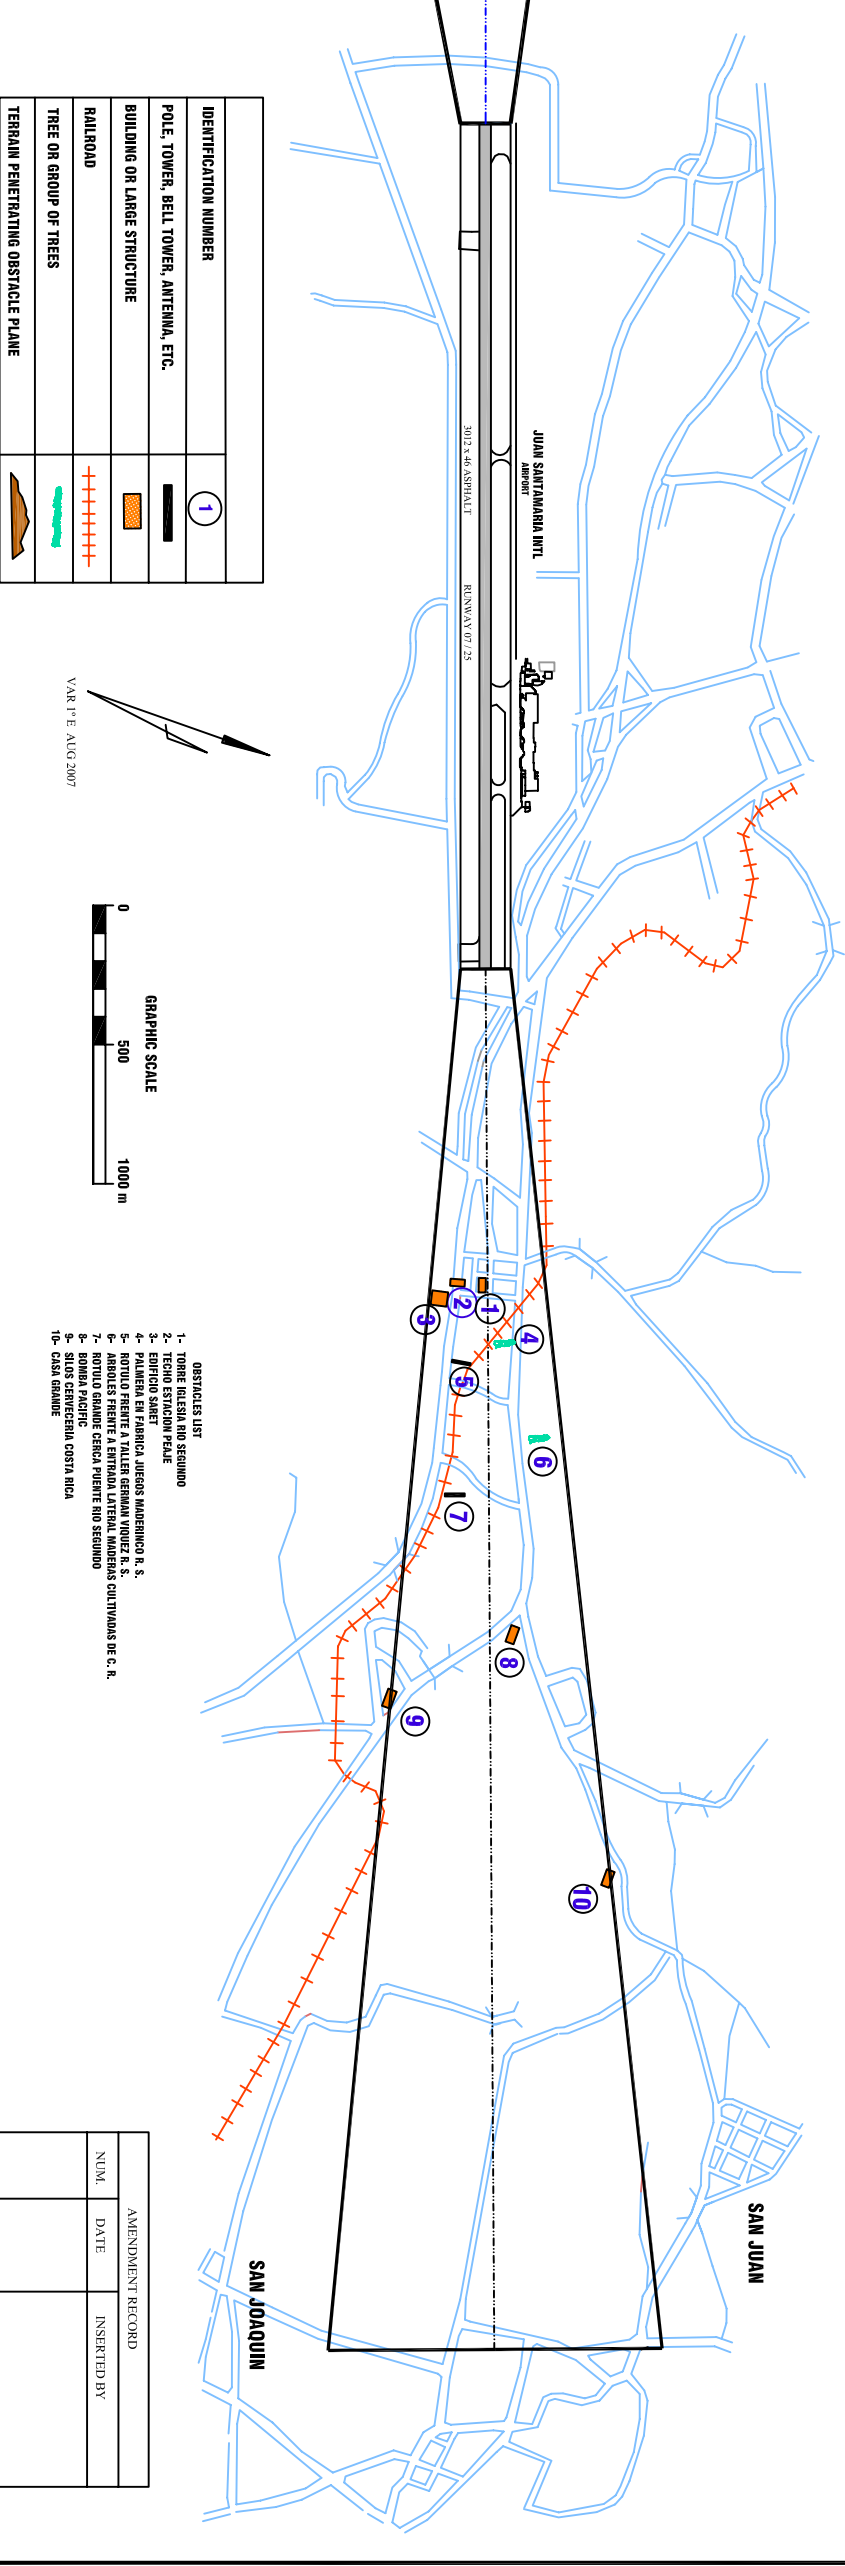 IDENTIFICATION NUMBER
1
POLE, TOWER, BELL TOWER, ANTENNA, ETC.
BUILDING OR LARGE STRUCTURE
RAILROAD
TREE OR GROUP OF TREES
TERRAIN PENETRATING OBSTACLE PLANE
JUAN SANTAMARIA INTL
AIRPORT
3012 x 46 ASPHALT
RUNWAY 07 / 25
VAR 1° E AUG 2007
GRAPHIC SCALE
0
500
1000 m
1
2
3
4
5
6
7
8
9
10
OBSTACLES LIST
1- TORRE IGLESIA RIO SEGUNDO
2- TECHO ESTACION PEAJE
3- EDIFICIO SARET
4- PALMERA EN FABRICA JUEGOS MADERINCO R. S.
5- ROTULO FRENTE A TALLER GERMAN VIQUEZ R. S.
6- ARBOLES FRENTE A ENTRADA LATERAL MADERAS CULTIVADAS DE C. R.
7- ROTULO GRANDE CERCA PUENTE RIO SEGUNDO
8- BOMBA PACIFIC
9- SILOS CERVECERIA COSTA RICA
10- CASA GRANDE
SAN JUAN
SAN JOAQUIN
AMENDMENT RECORD
NUM.
DATE
INSERTED BY